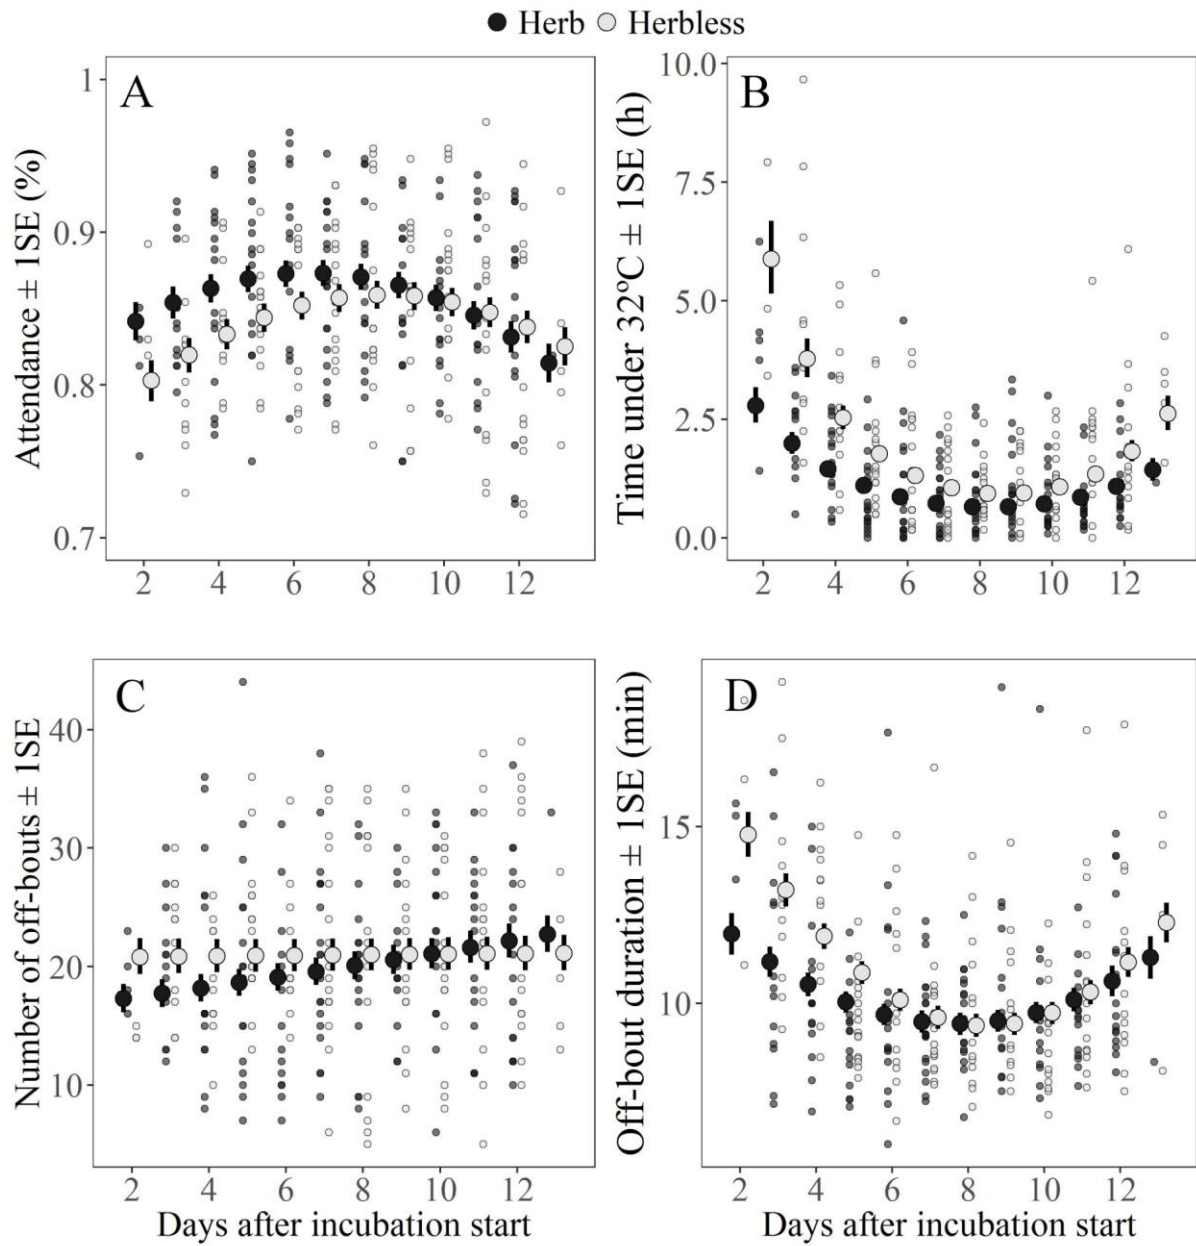 Herb Herbless
A
Attendance ± 1SE (%)
1
0.9
0.8
0.7
2 4 6 8 10 12
B
Time under 32ºC ± 1SE (h)
10.0
7.5
5.0
2.5
0.0
2 4 6 8 10 12
C
Number of off-bouts ± 1SE
40
30
20
10
2 4 6 8 10 12
Days after incubation start
D
Off-bout duration ± 1SE (min)
15
10
2 4 6 8 10 12
Days after incubation start